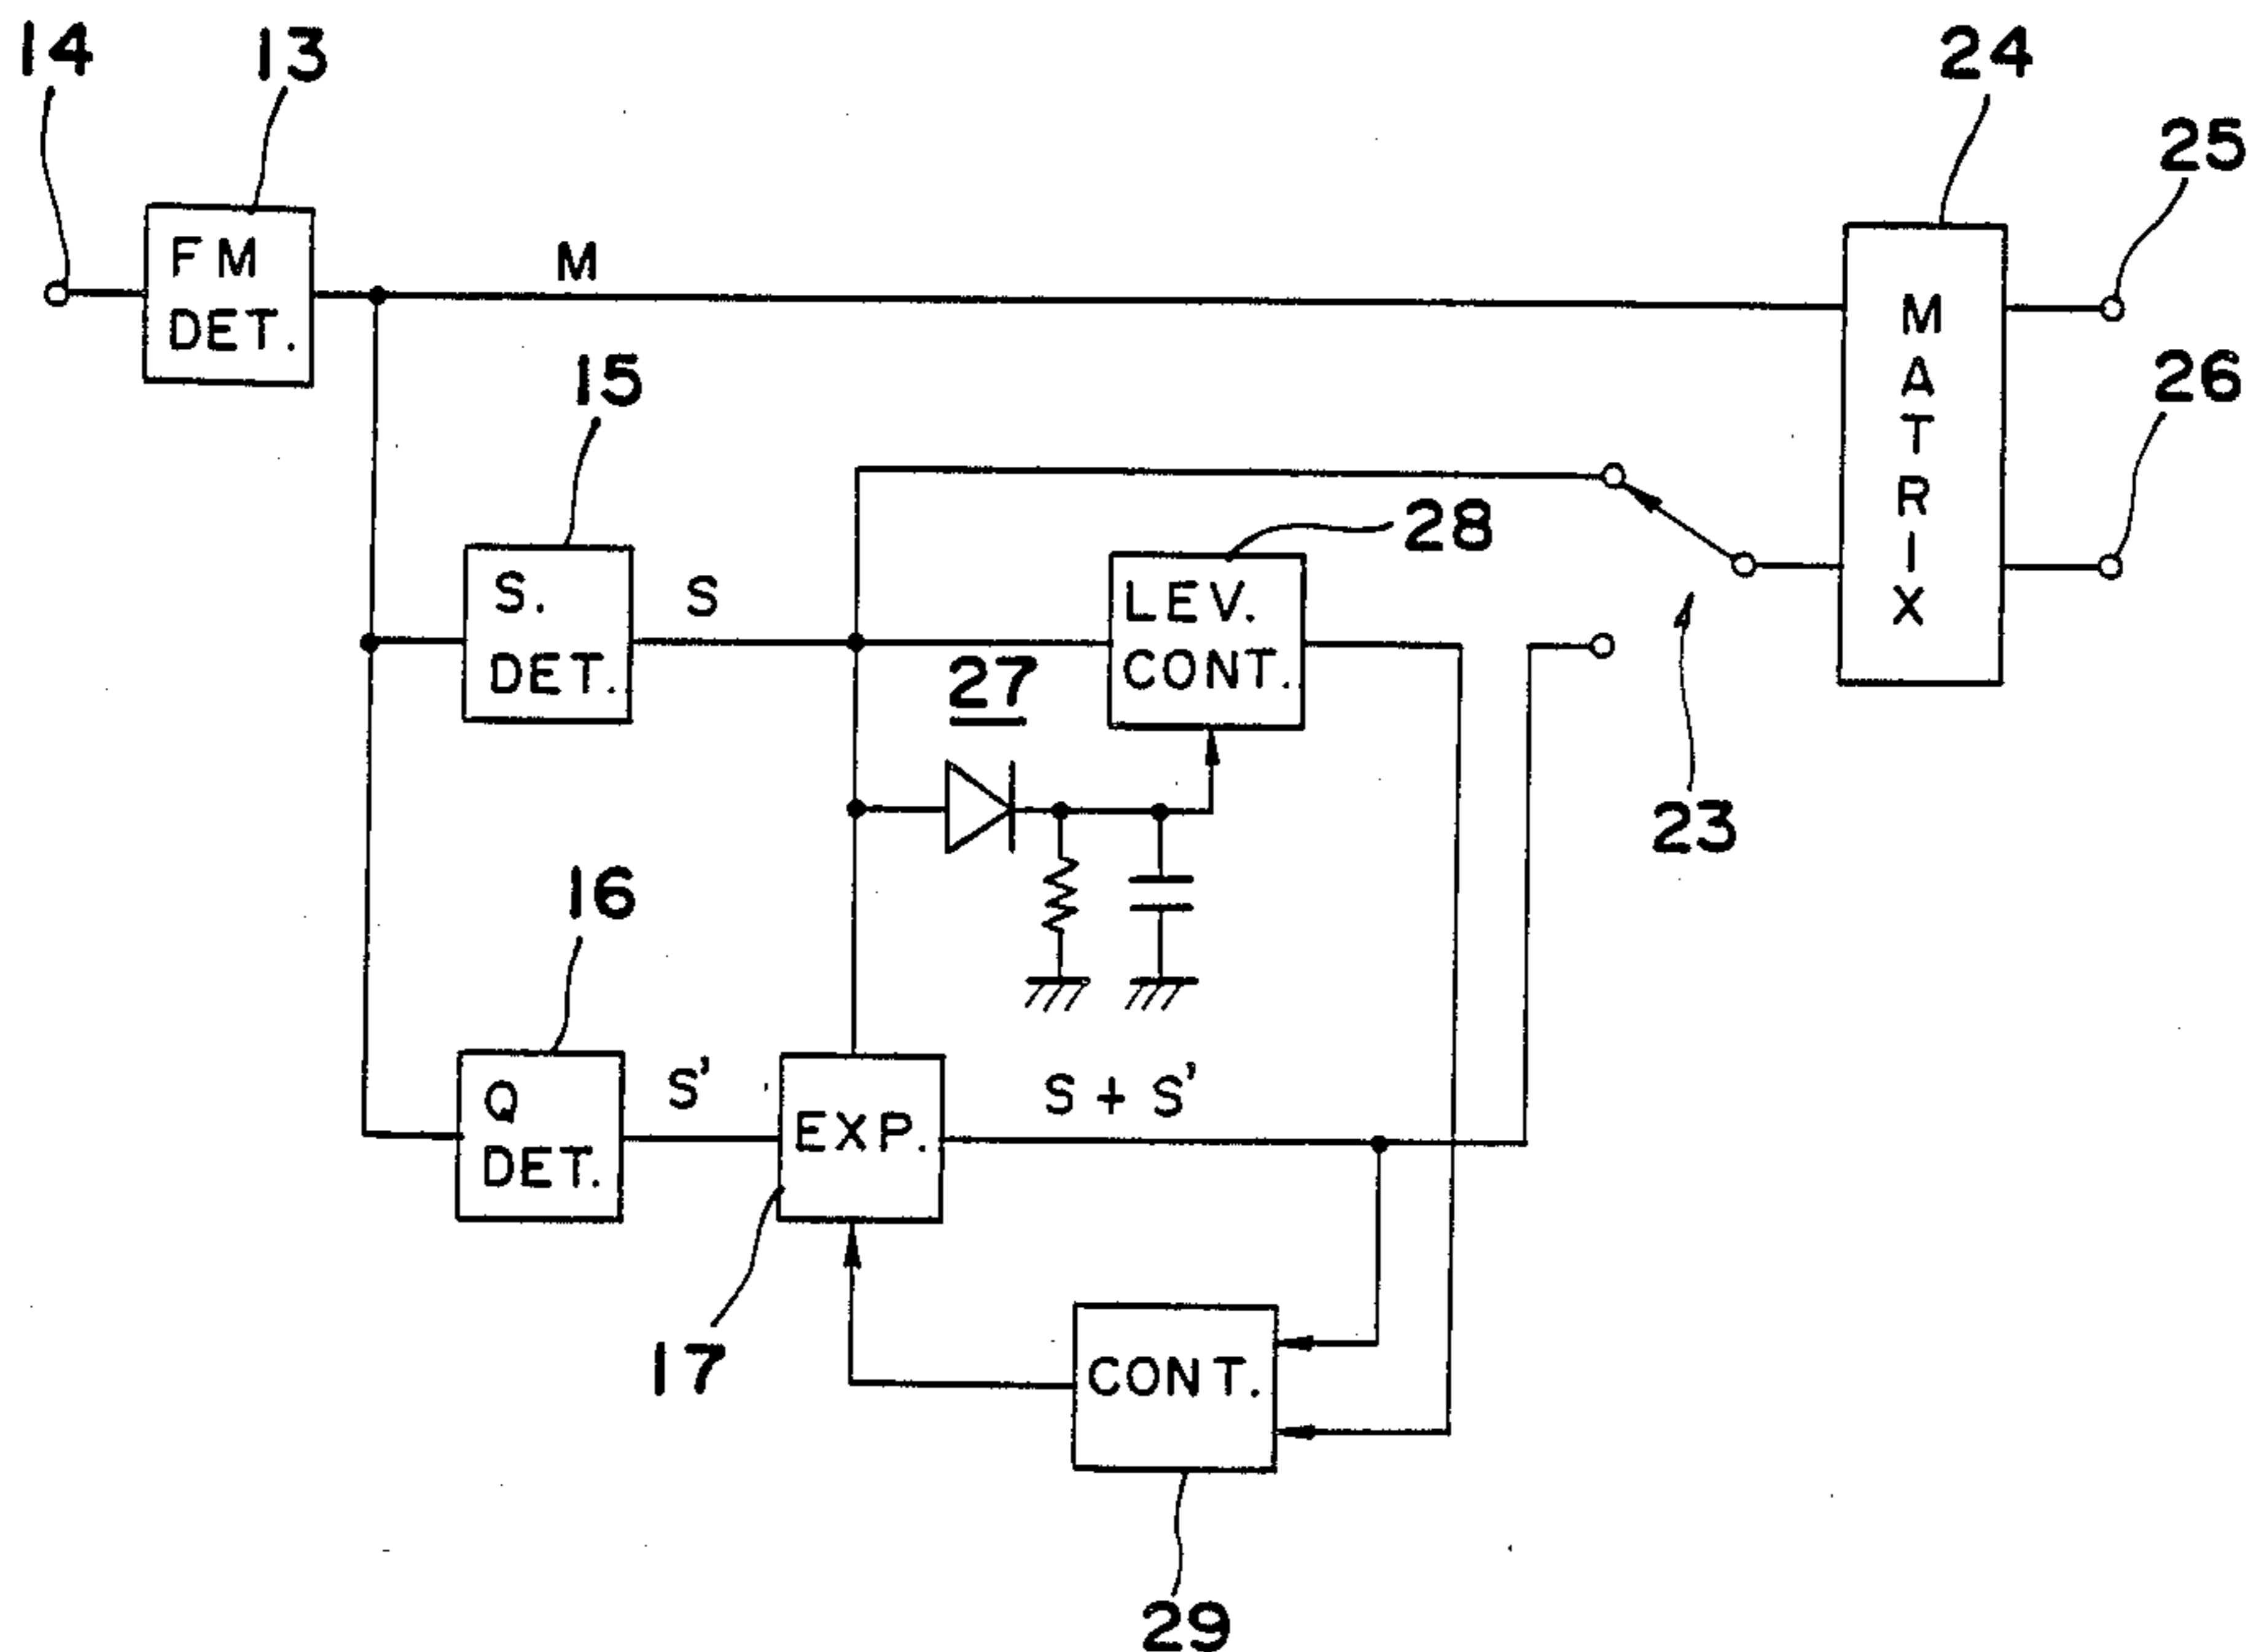 14
13
24
25
FM
DET.
M
MATRIX
26
15
28
S.
DET.
S
LEV.
CONT.
27
23
16
Q
DET.
S'
EXP.
S + S'
17
CONT.
29